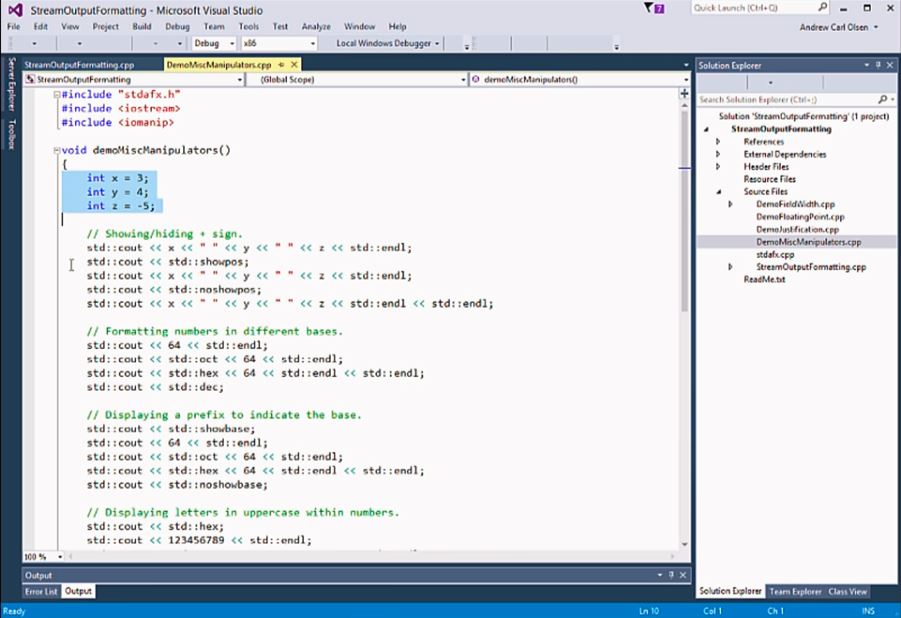 StreamOutputFormatting - Microsoft Visual Studio
7
Quick Launch (Ctrl+Q)
File Edit View Project Build Debug Team Tools Test Analyze Window Help
Andrew Carl Olsen
Debug x86 Local Windows Debugger
Server Explorer
Toolbox
StreamOutputFormatting.cpp DemoMiscManipulators.cpp
StreamOutputFormatting (Global Scope) demoMiscManipulators()
#include "stdafx.h"
#include <iostream>
#include <iomanip>
void demoMiscManipulators()
{
int x = 3;
int y = 4;
int z = -5;
// Showing/hiding + sign.
std::cout << x << " " << y << " " << z << std::endl;
std::cout << std::showpos;
std::cout << x << " " << y << " " << z << std::endl;
std::cout << std::noshowpos;
std::cout << x << " " << y << " " << z << std::endl << std::endl;
// Formatting numbers in different bases.
std::cout << 64 << std::endl;
std::cout << std::oct << 64 << std::endl;
std::cout << std::hex << 64 << std::endl << std::endl;
std::cout << std::dec;
// Displaying a prefix to indicate the base.
std::cout << std::showbase;
std::cout << 64 << std::endl;
std::cout << std::oct << 64 << std::endl;
std::cout << std::hex << 64 << std::endl << std::endl;
std::cout << std::noshowbase;
// Displaying letters in uppercase within numbers.
std::cout << std::hex;
std::cout << 123456789 << std::endl;
100 %
Solution Explorer
Search Solution Explorer (Ctrl+;)
Solution 'StreamOutputFormatting' (1 project)
StreamOutputFormatting
References
External Dependencies
Header Files
Resource Files
Source Files
DemoFieldWidth.cpp
DemoFloatingPoint.cpp
DemoJustification.cpp
DemoMiscManipulators.cpp
stdafx.cpp
StreamOutputFormatting.cpp
ReadMe.txt
Output
Error List Output
Solution Explorer Team Explorer Class View
Ready Ln 10 Col 1 Ch 1 INS